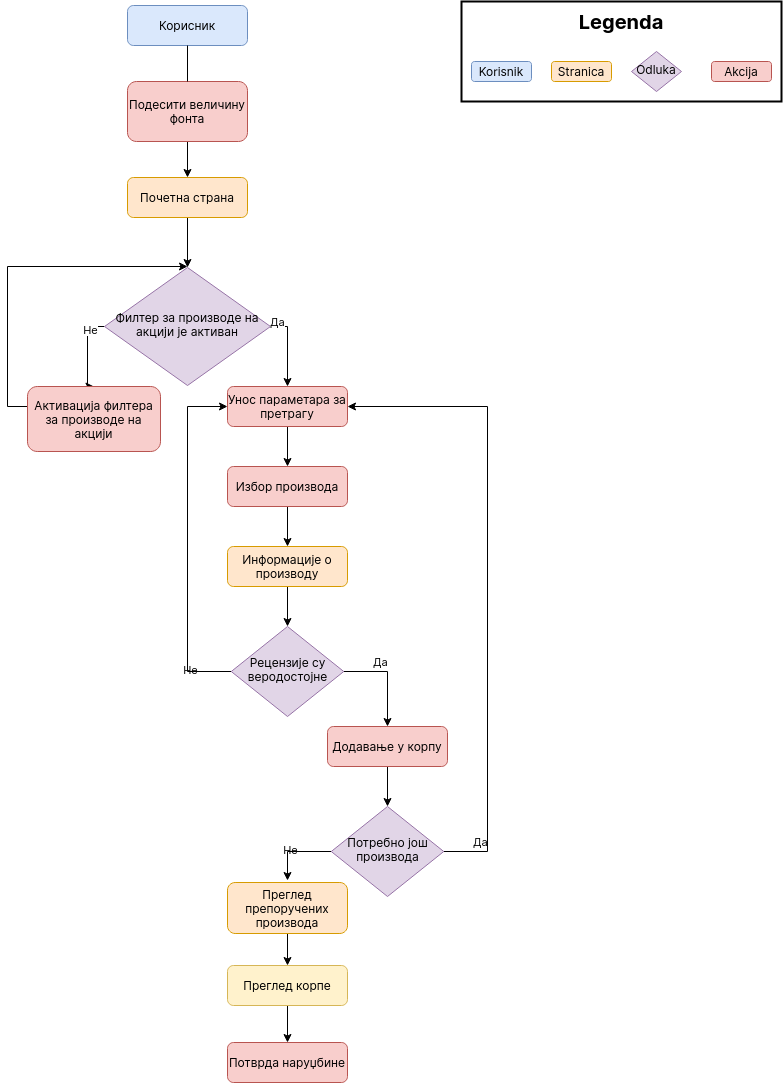 Корисник
Legenda
Korisnik
Stranica
Odluka
Akcija
Подесити величину
фонта
Почетна страна
Филтер за производе на
акцији је активан
Не
Да
Активација филтера
за производе на
акцији
Унос параметара за
претрагу
Избор производа
Информације о
производу
Рецензије су
веродостојне
Не
Да
Додавање у корпу
Потребно још
производа
Не
Да
Преглед
препоручених
производа
Преглед корпе
Потврда наруџбине